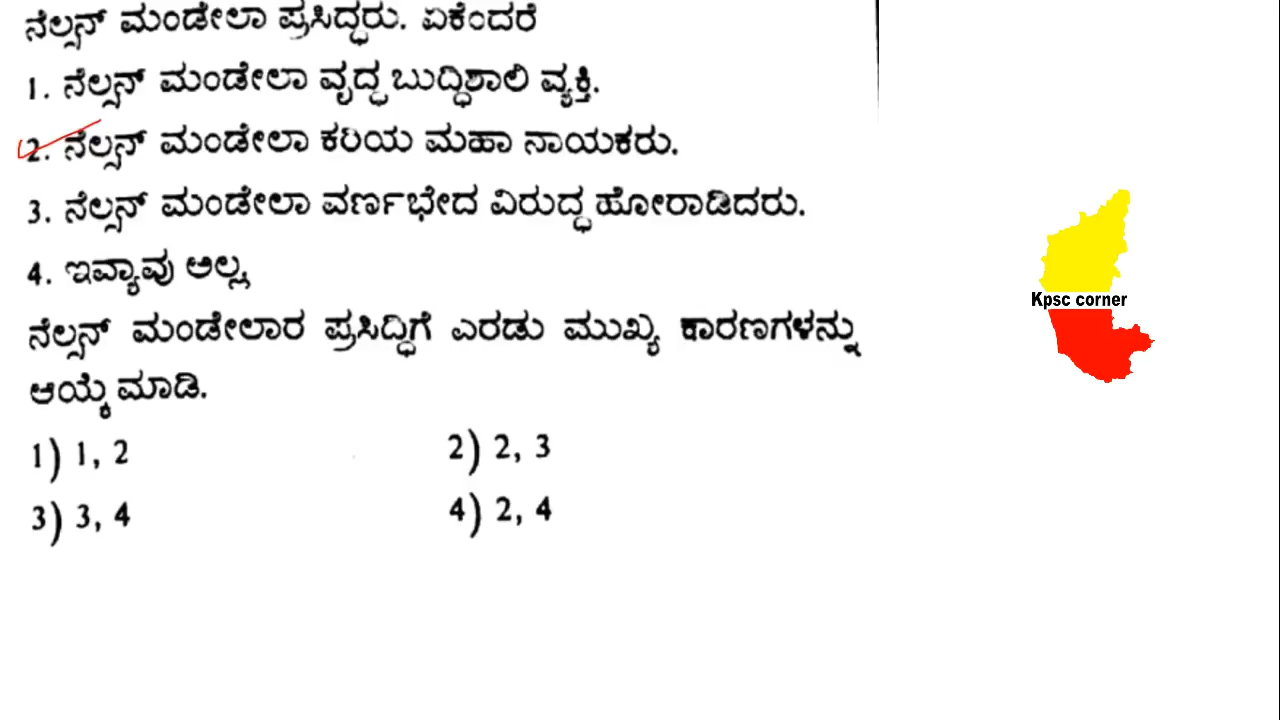 ನೆಲ್ಸನ್ ಮಂಡೇಲಾ ಪ್ರಸಿದ್ಧರು. ಏಕೆಂದರೆ
1. ನೆಲ್ಸನ್ ಮಂಡೇಲಾ ವೃದ್ಧ ಬುದ್ಧಿಶಾಲಿ ವ್ಯಕ್ತಿ.
2. ನೆಲ್ಸನ್ ಮಂಡೇಲಾ ಕರಿಯ ಮಹಾ ನಾಯಕರು.
3. ನೆಲ್ಸನ್ ಮಂಡೇಲಾ ವರ್ಣಭೇದ ವಿರುದ್ಧ ಹೋರಾಡಿದರು.
4. ಇವ್ಯಾವು ಅಲ್ಲ
ನೆಲ್ಸನ್ ಮಂಡೇಲಾರ ಪ್ರಸಿದ್ಧಿಗೆ ಎರಡು ಮುಖ್ಯ ಕಾರಣಗಳನ್ನು
ಆಯ್ಕೆ ಮಾಡಿ.
1) 1, 2 2) 2, 3
3) 3, 4 4) 2, 4
Kpsc corner